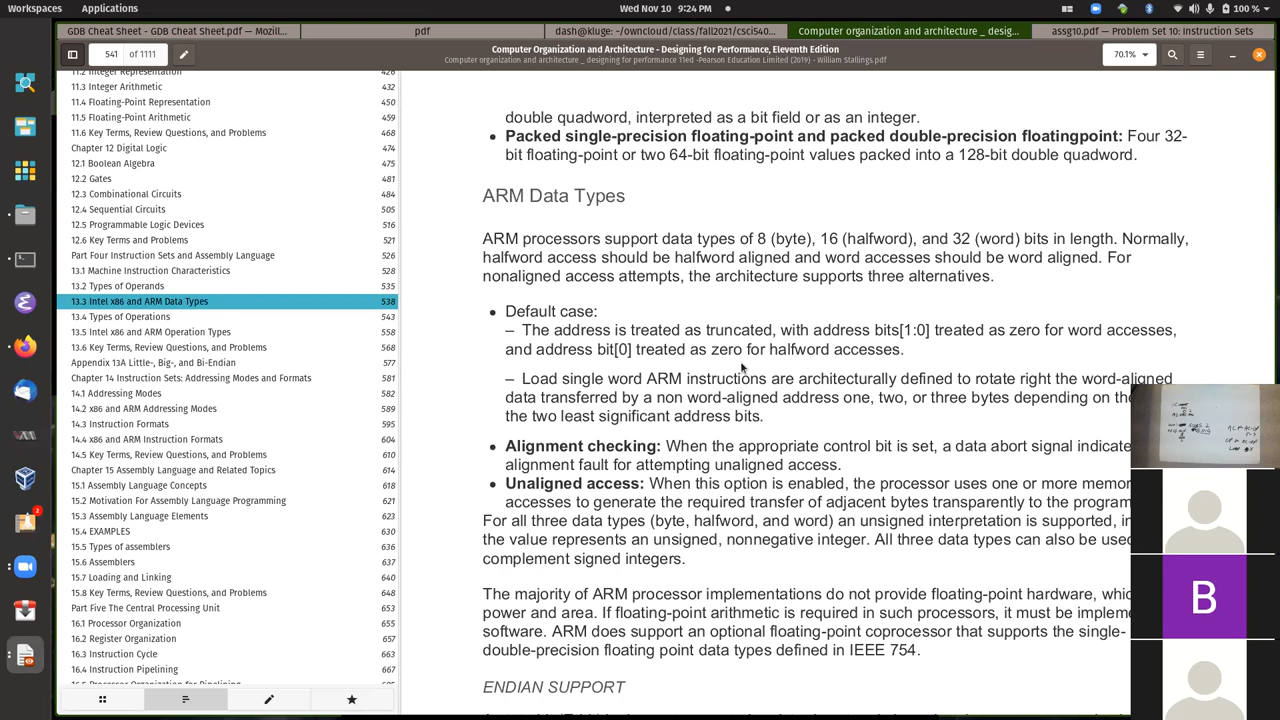 Workspaces Applications Wed Nov 10 9:24 PM 100 %
GDB Cheat Sheet - GDB Cheat Sheet.pdf — Mozill... pdf dash@kluge: ~/owncloud/class/fall2021/csci540... Computer organization and architecture _ desig... assg10.pdf — Problem Set 10: Instruction Sets
541 of 1111 Computer Organization and Architecture - Designing for Performance, Eleventh Edition 70.1%
Computer organization and architecture _ designing for performance 11ed -Pearson Education Limited (2019) - William Stallings.pdf
11.2 Integer Representation 426
11.3 Integer Arithmetic 432
11.4 Floating-Point Representation 450
11.5 Floating-Point Arithmetic 459
11.6 Key Terms, Review Questions, and Problems 468
Chapter 12 Digital Logic 474
12.1 Boolean Algebra 475
12.2 Gates 481
12.3 Combinational Circuits 484
12.4 Sequential Circuits 505
12.5 Programmable Logic Devices 516
12.6 Key Terms and Problems 521
Part Four Instruction Sets and Assembly Language 526
13.1 Machine Instruction Characteristics 528
13.2 Types of Operands 535
13.3 Intel x86 and ARM Data Types 538
13.4 Types of Operations 543
13.5 Intel x86 and ARM Operation Types 558
13.6 Key Terms, Review Questions, and Problems 568
Appendix 13A Little-, Big-, and Bi-Endian 577
Chapter 14 Instruction Sets: Addressing Modes and Formats 581
14.1 Addressing Modes 582
14.2 x86 and ARM Addressing Modes 589
14.3 Instruction Formats 595
14.4 x86 and ARM Instruction Formats 604
14.5 Key Terms, Review Questions, and Problems 610
Chapter 15 Assembly Language and Related Topics 614
15.1 Assembly Language Concepts 618
15.2 Motivation For Assembly Language Programming 621
15.3 Assembly Language Elements 623
15.4 EXAMPLES 630
15.5 Types of assemblers 636
15.6 Assemblers 637
15.7 Loading and Linking 640
15.8 Key Terms, Review Questions, and Problems 648
Part Five The Central Processing Unit 653
16.1 Processor Organization 655
16.2 Register Organization 657
16.3 Instruction Cycle 663
16.4 Instruction Pipelining 667
double quadword, interpreted as a bit field or as an integer.
• Packed single-precision floating-point and packed double-precision floatingpoint: Four 32-
bit floating-point or two 64-bit floating-point values packed into a 128-bit double quadword.
ARM Data Types
ARM processors support data types of 8 (byte), 16 (halfword), and 32 (word) bits in length. Normally,
halfword access should be halfword aligned and word accesses should be word aligned. For
nonaligned access attempts, the architecture supports three alternatives.
• Default case:
– The address is treated as truncated, with address bits[1:0] treated as zero for word accesses,
and address bit[0] treated as zero for halfword accesses.
– Load single word ARM instructions are architecturally defined to rotate right the word-aligned
data transferred by a non word-aligned address one, two, or three bytes depending on the
the two least significant address bits.
• Alignment checking: When the appropriate control bit is set, a data abort signal indicate
alignment fault for attempting unaligned access.
• Unaligned access: When this option is enabled, the processor uses one or more memor
accesses to generate the required transfer of adjacent bytes transparently to the program
For all three data types (byte, halfword, and word) an unsigned interpretation is supported, in
the value represents an unsigned, nonnegative integer. All three data types can also be used
complement signed integers.
The majority of ARM processor implementations do not provide floating-point hardware, whic
power and area. If floating-point arithmetic is required in such processors, it must be impleme
software. ARM does support an optional floating-point coprocessor that supports the single-
double-precision floating point data types defined in IEEE 754.
ENDIAN SUPPORT
B
2